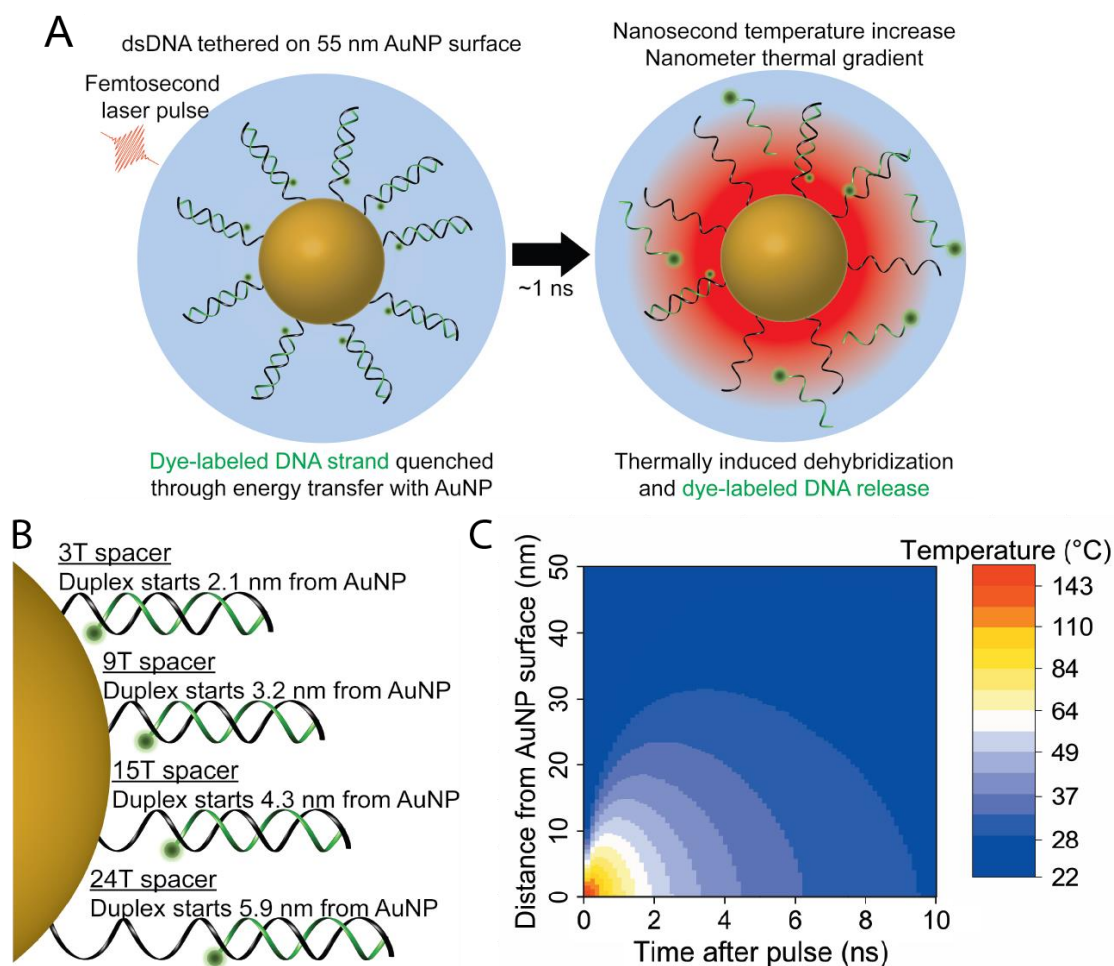 A
dsDNA tethered on 55 nm AuNP surface
Femtosecond
laser pulse
Dye-labeled DNA strand quenched
through energy transfer with AuNP
~1 ns
Nanosecond temperature increase
Nanometer thermal gradient
Thermally induced dehybridization
and dye-labeled DNA release
B
3T spacer
Duplex starts 2.1 nm from AuNP
9T spacer
Duplex starts 3.2 nm from AuNP
15T spacer
Duplex starts 4.3 nm from AuNP
24T spacer
Duplex starts 5.9 nm from AuNP
C
Distance from AuNP surface (nm)
50
40
30
20
10
0
0
2
4
6
8
10
Time after pulse (ns)
Temperature (°C)
143
110
84
64
49
37
28
22